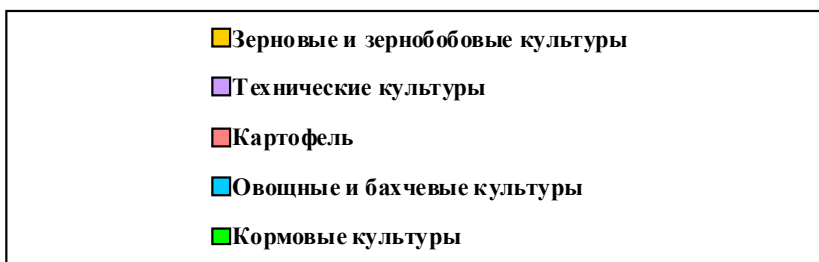 Зерновые и зернобобовые культуры
Технические культуры
Картофель
Овощные и бахчевые культуры
Кормовые культуры